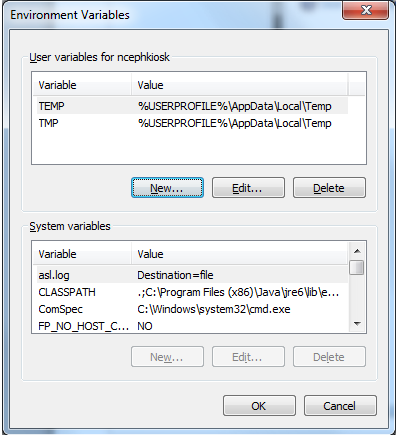 Environment Variables
User variables for ncephkiosk
Variable Value
TEMP %USERPROFILE%\AppData\Local\Temp
TMP %USERPROFILE%\AppData\Local\Temp
New... Edit... Delete
System variables
Variable Value
asl.log Destination=file
CLASSPATH .;C:\Program Files (x86)\Java\jre6\lib\e...
ComSpec C:\Windows\system32\cmd.exe
FP_NO_HOST_C... NO
New... Edit... Delete
OK Cancel